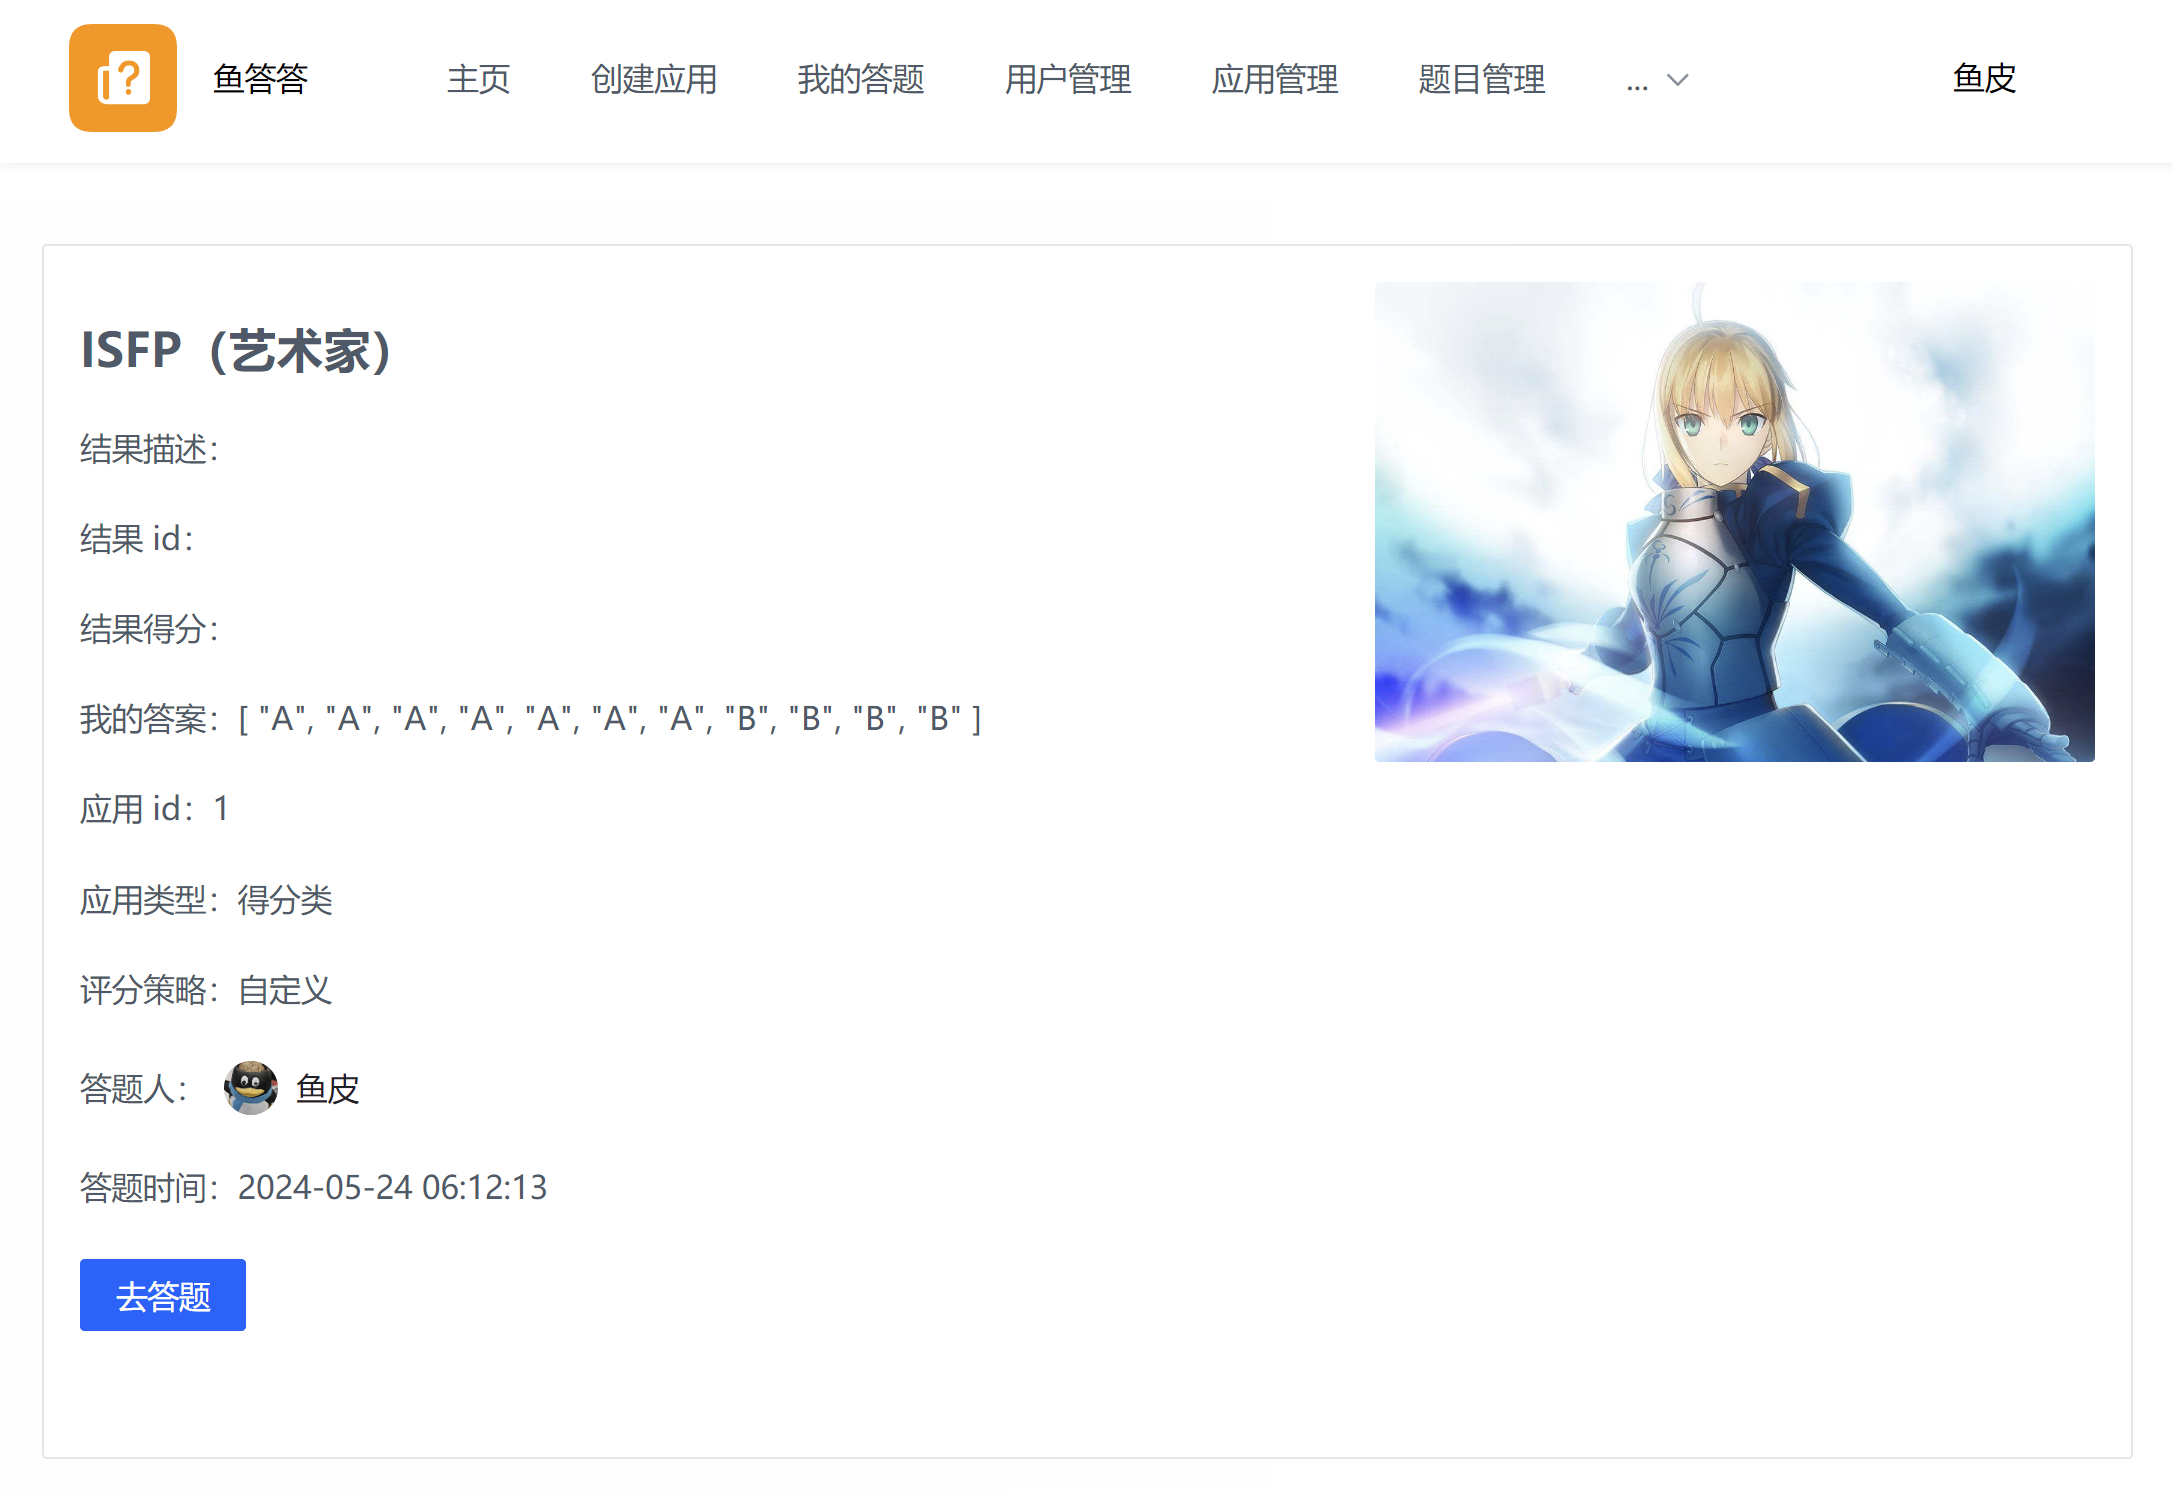 鱼答答 主页 创建应用 我的答题 用户管理 应用管理 题目管理 ... 鱼皮
ISFP（艺术家）
结果描述：
结果 id：
结果得分：
我的答案：[ "A", "A", "A", "A", "A", "A", "A", "B", "B", "B", "B" ]
应用 id：1
应用类型：得分类
评分策略：自定义
答题人： 鱼皮
答题时间：2024-05-24 06:12:13
去答题